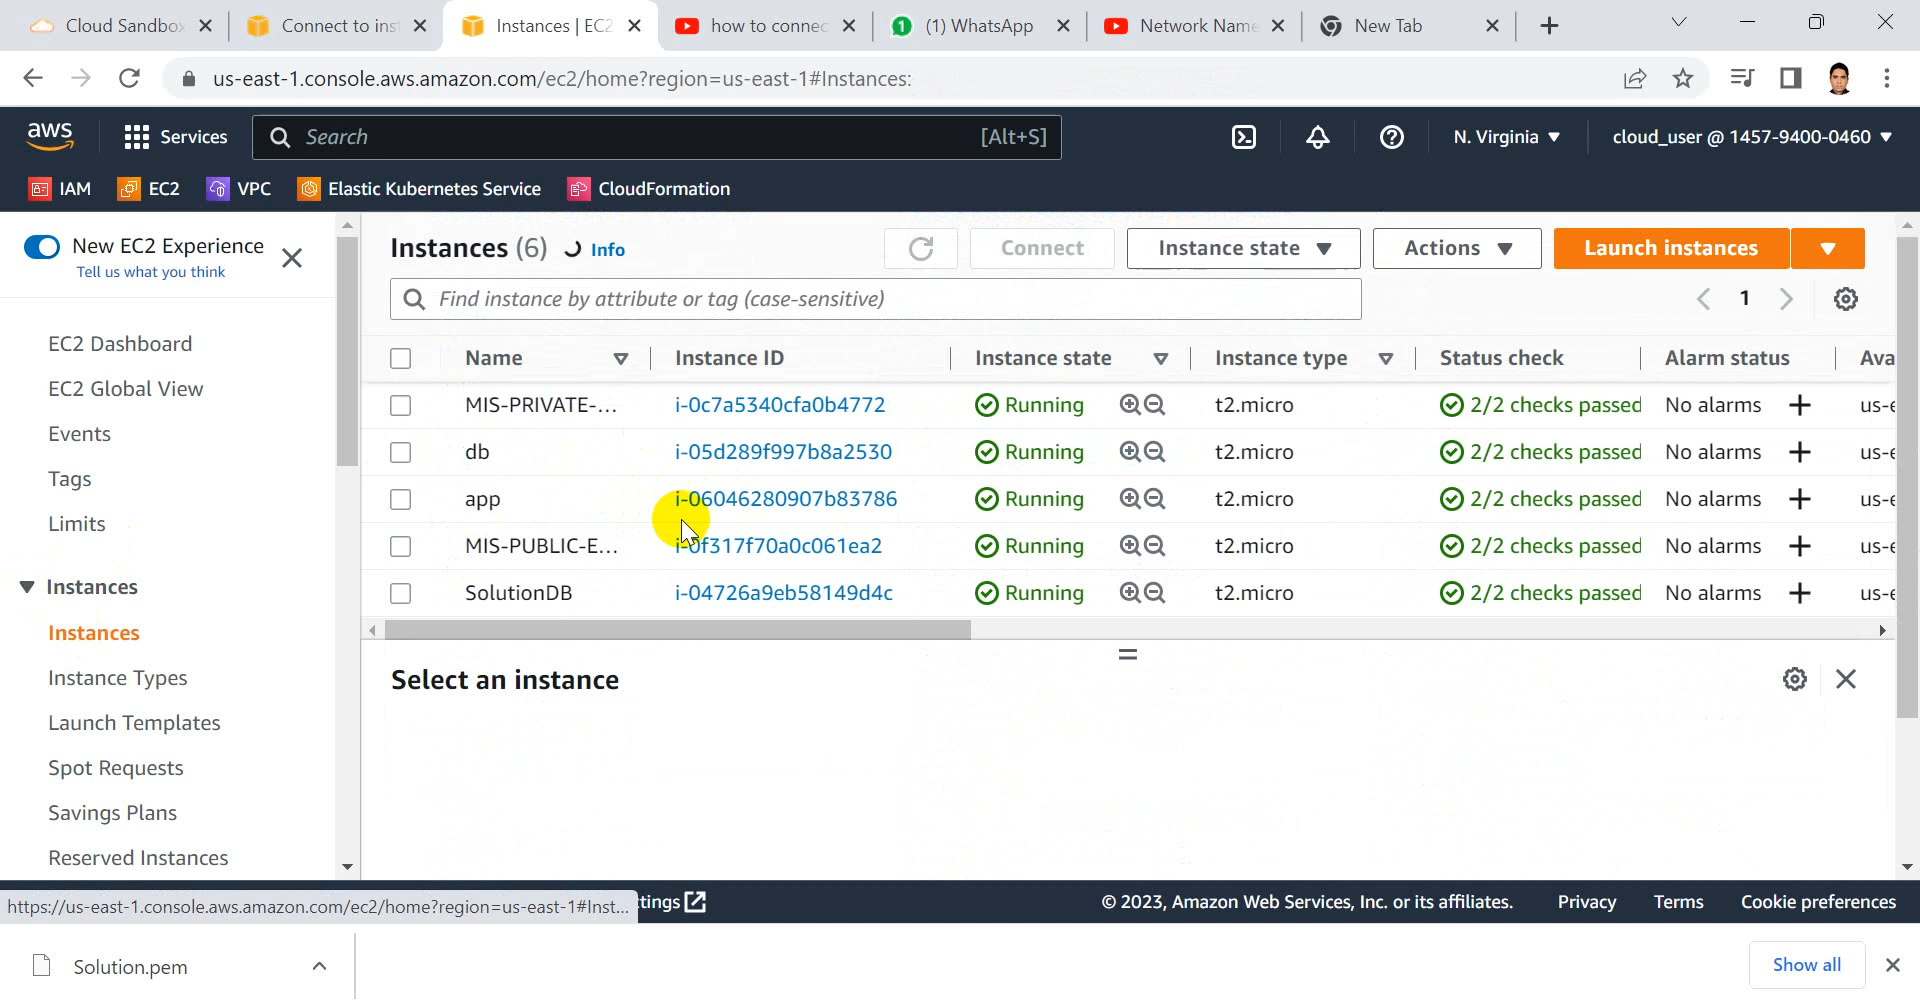 Cloud Sandbo
Connect to inst
Instances | EC2
how to connec
1 (1) WhatsApp
Network Name
New Tab
us-east-1.console.aws.amazon.com/ec2/home?region=us-east-1#Instances:
aws
Services
Search
[Alt+S]
N. Virginia
cloud_user @ 1457-9400-0460
IAM
EC2
VPC
Elastic Kubernetes Service
CloudFormation
New EC2 Experience
Tell us what you think
EC2 Dashboard
EC2 Global View
Events
Tags
Limits
Instances
Instances
Instance Types
Launch Templates
Spot Requests
Savings Plans
Reserved Instances
Instances (6) Info
Connect
Instance state
Actions
Launch instances
Find instance by attribute or tag (case-sensitive)
1
Name Instance ID Instance state Instance type Status check Alarm status Ava
MIS-PRIVATE-... i-0c7a5340cfa0b4772 Running t2.micro 2/2 checks passed No alarms us-e
db i-05d289f997b8a2530 Running t2.micro 2/2 checks passed No alarms us-e
app i-06046280907b83786 Running t2.micro 2/2 checks passed No alarms us-e
MIS-PUBLIC-E... i-0f317f70a0c061ea2 Running t2.micro 2/2 checks passed No alarms us-e
SolutionDB i-04726a9eb58149d4c Running t2.micro 2/2 checks passed No alarms us-e
Select an instance
https://us-east-1.console.aws.amazon.com/ec2/home?region=us-east-1#Inst...
tings
© 2023, Amazon Web Services, Inc. or its affiliates.
Privacy
Terms
Cookie preferences
Solution.pem
Show all